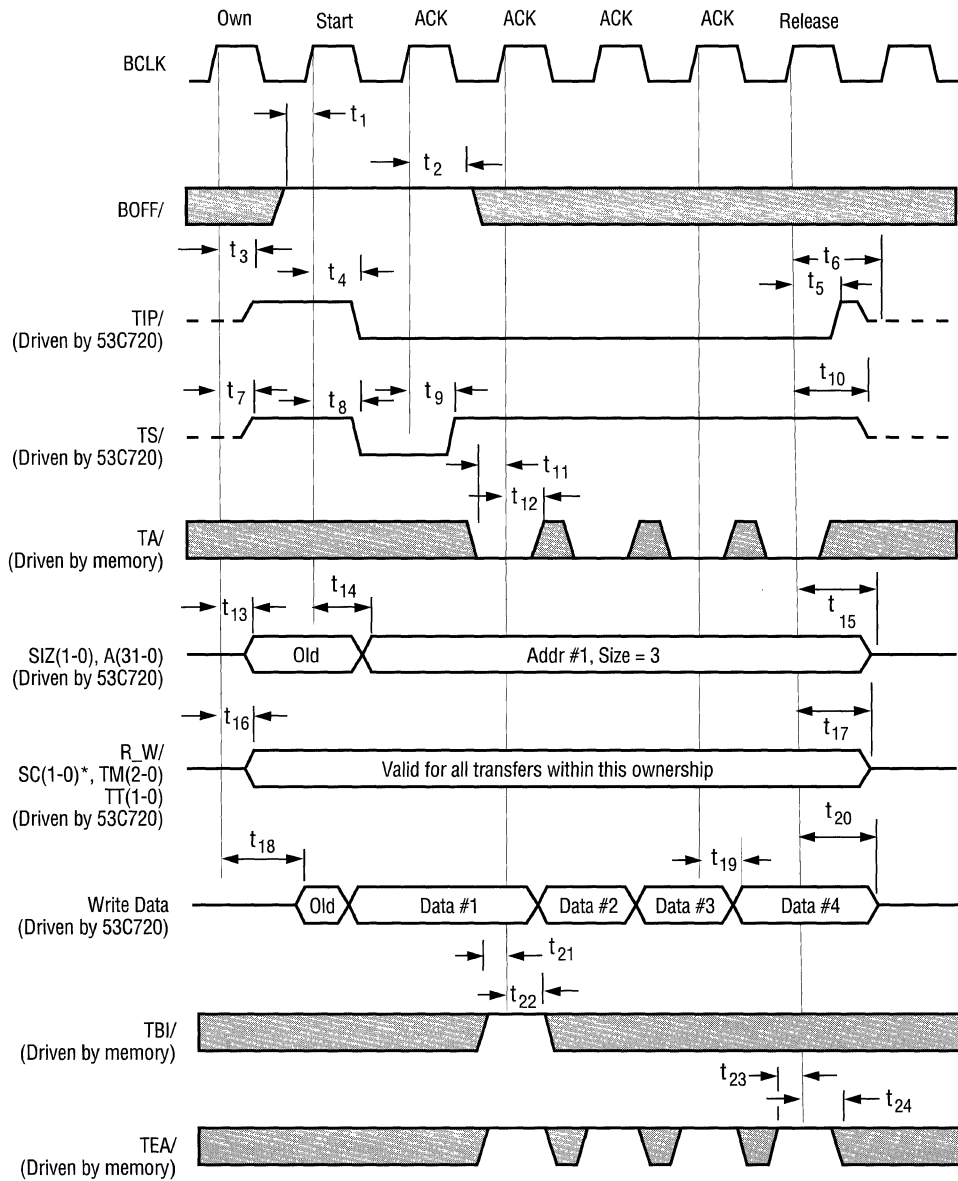 Own Start ACK ACK ACK ACK Release
BCLK
t1
t2
BOFF/
t3
t4
t6
t5
TIP/
(Driven by 53C720)
t7
t8
t9
t10
TS/
(Driven by 53C720)
t11
t12
TA/
(Driven by memory)
t13
t14
t15
SIZ(1-0), A(31-0)
(Driven by 53C720)
Old
Addr #1, Size = 3
t16
t17
R_W/
SC(1-0)*, TM(2-0)
TT(1-0)
(Driven by 53C720)
Valid for all transfers within this ownership
t18
t19
t20
Write Data
(Driven by 53C720)
Old
Data #1
Data #2
Data #3
Data #4
t21
t22
TBI/
(Driven by memory)
t23
t24
TEA/
(Driven by memory)